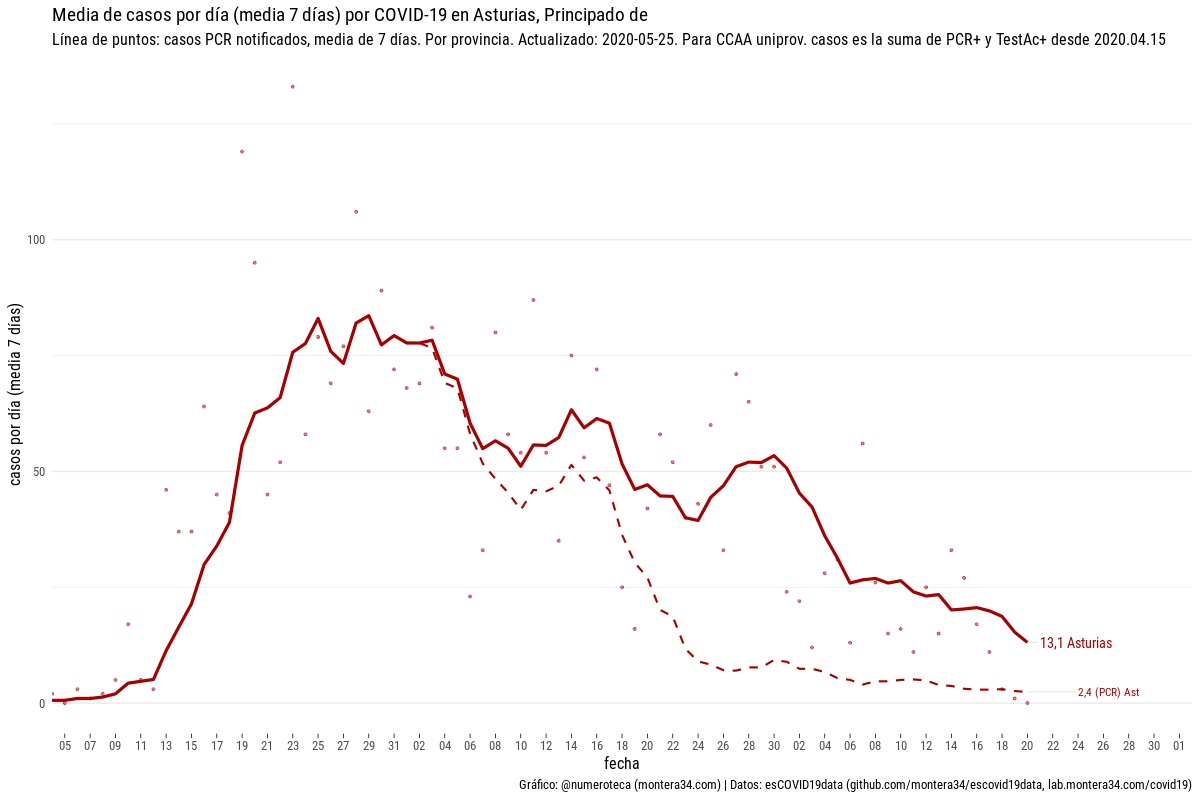 Media de casos por día (media 7 días) por COVID-19 en Asturias, Principado de
Línea de puntos: casos PCR notificados, media de 7 días. Por provincia. Actualizado: 2020-05-25. Para CCAA uniprov. casos es la suma de PCR+ y TestAc+ desde 2020.04.15
casos por día (media 7 días)
100
50
0
13,1 Asturias
2,4 (PCR) Ast
05 07 09 11 13 15 17 19 21 23 25 27 29 31 02 04 06 08 10 12 14 16 18 20 22 24 26 28 30 02 04 06 08 10 12 14 16 18 20 22 24 26 28 30 01
fecha
Gráfico: @numeroteca (montera34.com) | Datos: esCOVID19data (github.com/montera34/escovid19data, lab.montera34.com/covid19)